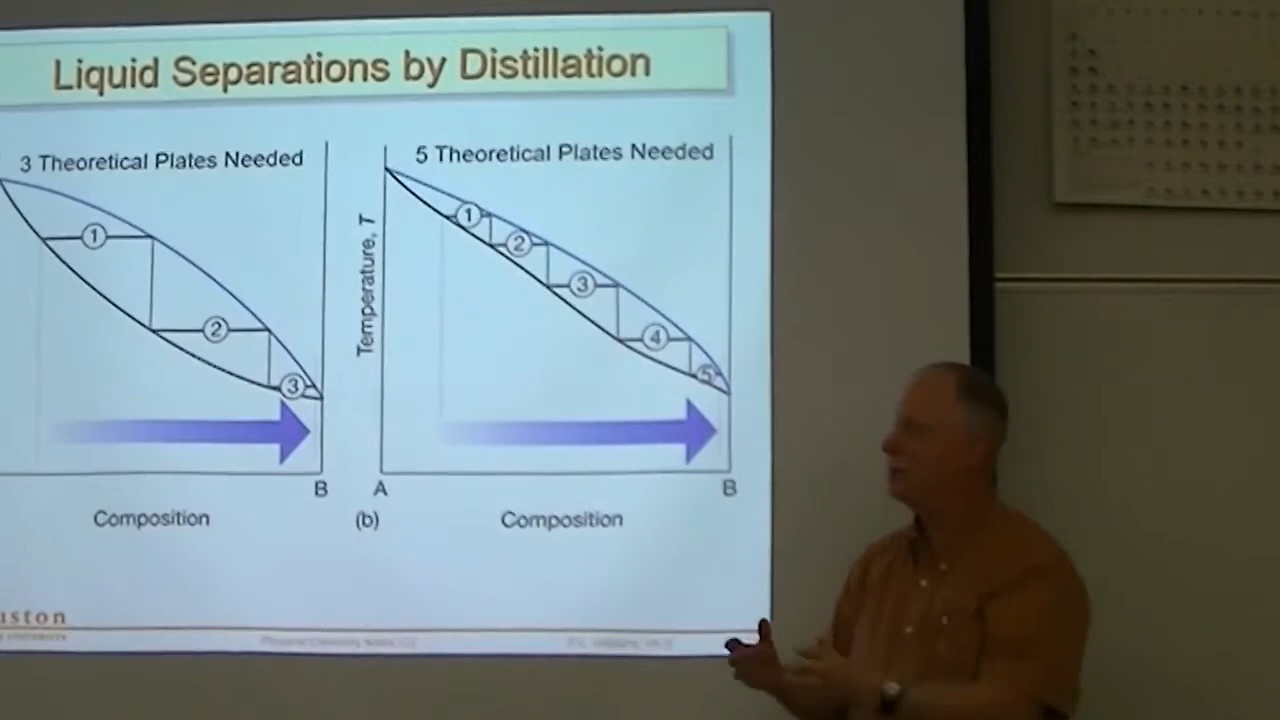 Liquid Separations by Distillation
3 Theoretical Plates Needed
1
2
3
B
Composition
5 Theoretical Plates Needed
Temperature, T
1
2
3
4
5
A
B
(b)
Composition